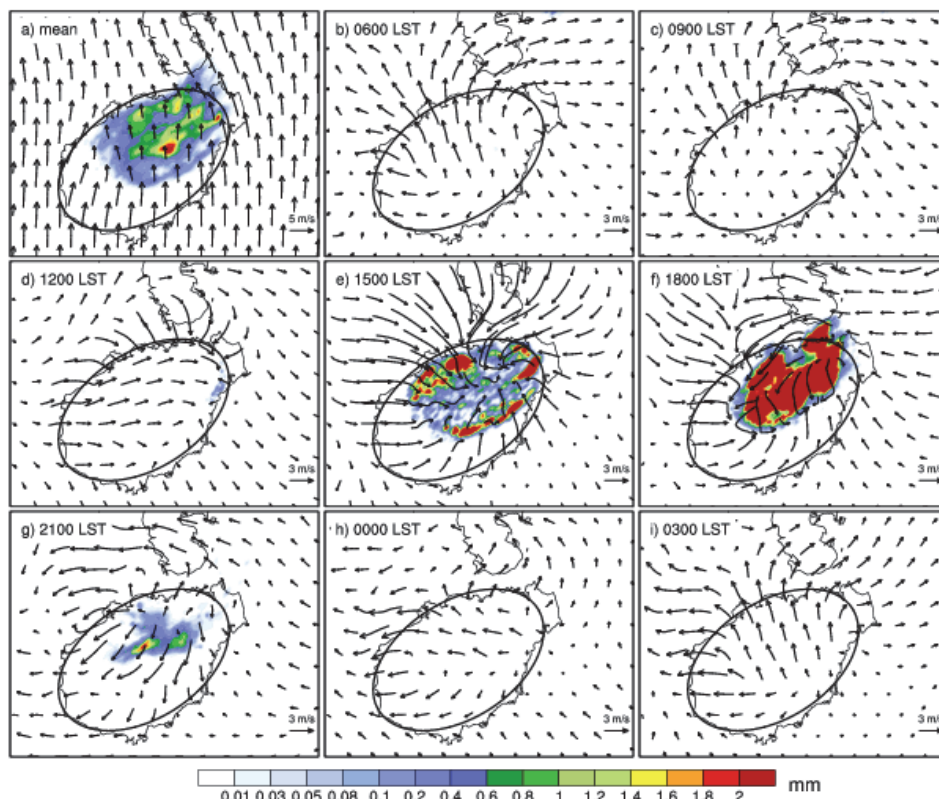 a) mean
5 m/s
b) 0600 LST
3 m/s
c) 0900 LST
3 m/s
d) 1200 LST
3 m/s
e) 1500 LST
3 m/s
f) 1800 LST
3 m/s
g) 2100 LST
3 m/s
h) 0000 LST
3 m/s
i) 0300 LST
3 m/s
0.01 0.03 0.05 0.08 0.1 0.2 0.4 0.6 0.8 1 1.2 1.4 1.6 1.8 2 mm